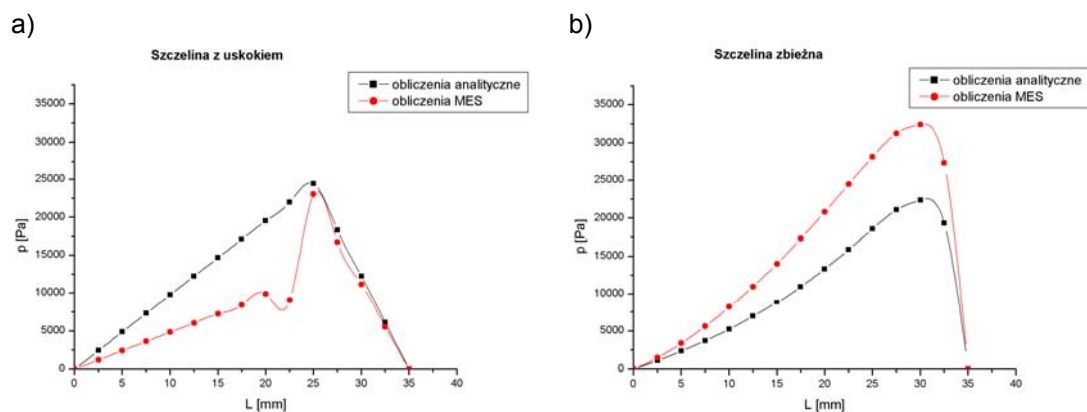 a)
Szczelina z uskokiem
obliczenia analityczne
obliczenia MES
35000
30000
25000
20000
15000
10000
5000
0
p [Pa]
0 5 10 15 20 25 30 35 40
L [mm]
b)
Szczelina zbieżna
obliczenia analityczne
obliczenia MES
35000
30000
25000
20000
15000
10000
5000
0
p [Pa]
0 5 10 15 20 25 30 35 40
L [mm]